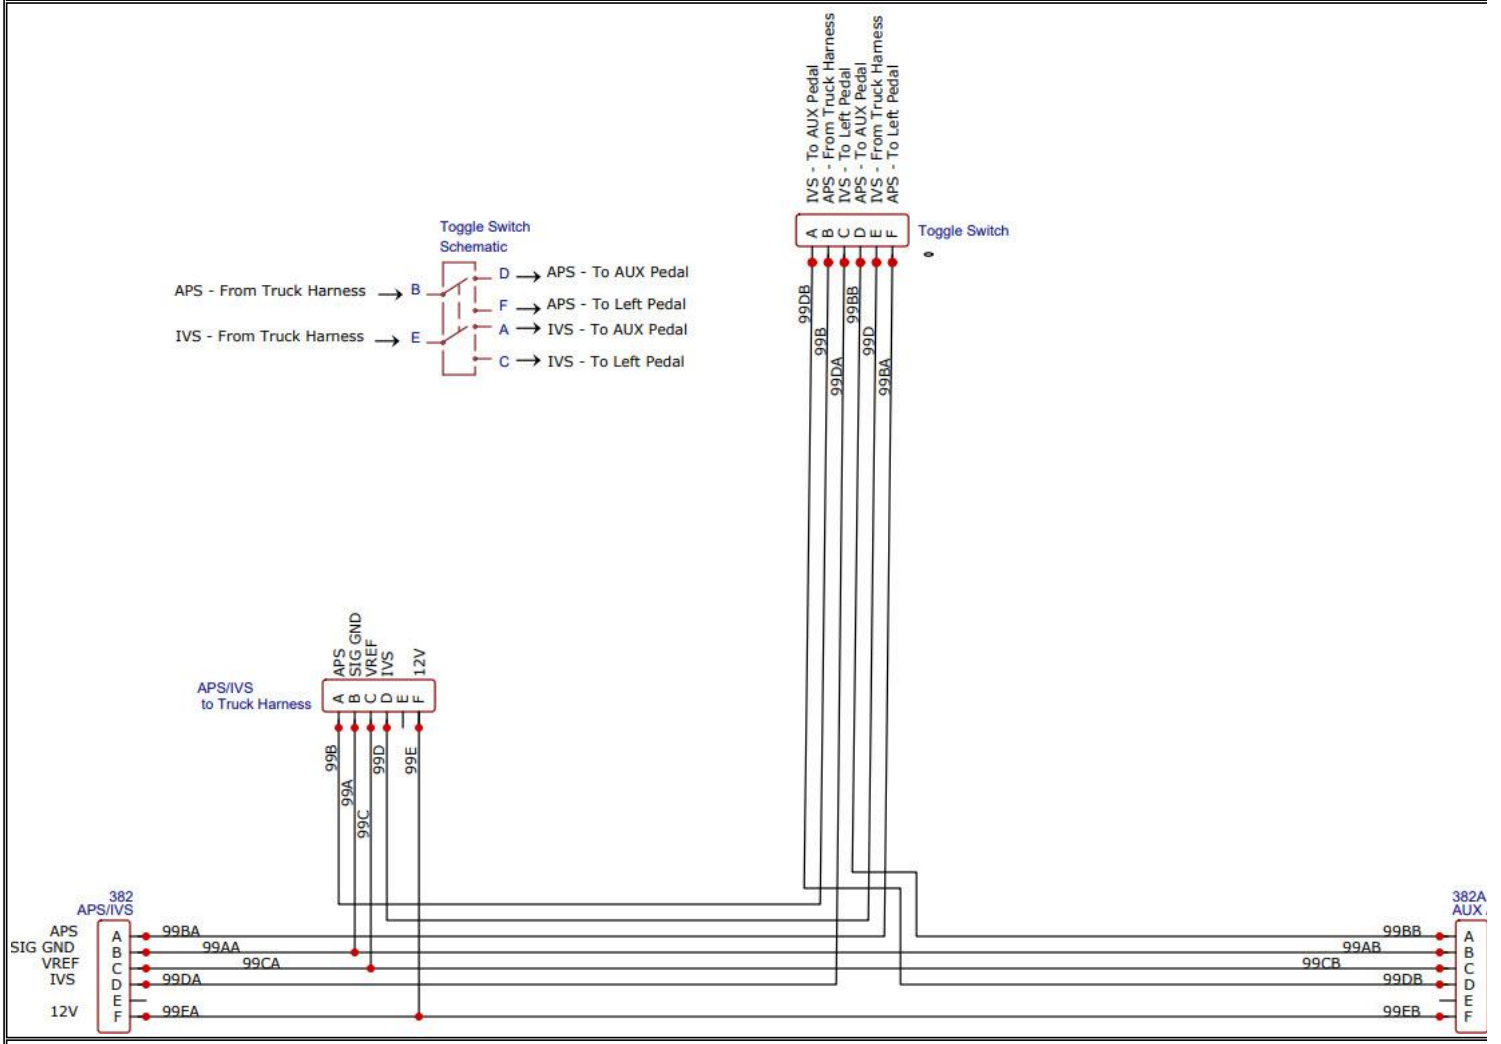 IVS - To AUX Pedal
APS - From Truck Harness
IVS - To Left Pedal
APS - To AUX Pedal
IVS - From Truck Harness
APS - To Left Pedal
A B C D E F
Toggle Switch
99DB
99B
99DA
99BB
99D
99BA
Toggle Switch
Schematic
APS - From Truck Harness
B
D
APS - To AUX Pedal
F
APS - To Left Pedal
IVS - From Truck Harness
E
A
IVS - To AUX Pedal
C
IVS - To Left Pedal
APS
SIG GND
VREF
IVS
12V
APS/IVS
to Truck Harness
A B C D E F
99B
99A
99C
99D
99E
382
APS/IVS
APS A 99BA
SIG GND B 99AA
VREF C 99CA
IVS D 99DA
E
12V F 99EA
382A
AUX
99BB A
99AB B
99CB C
99DB D
E
99EB F